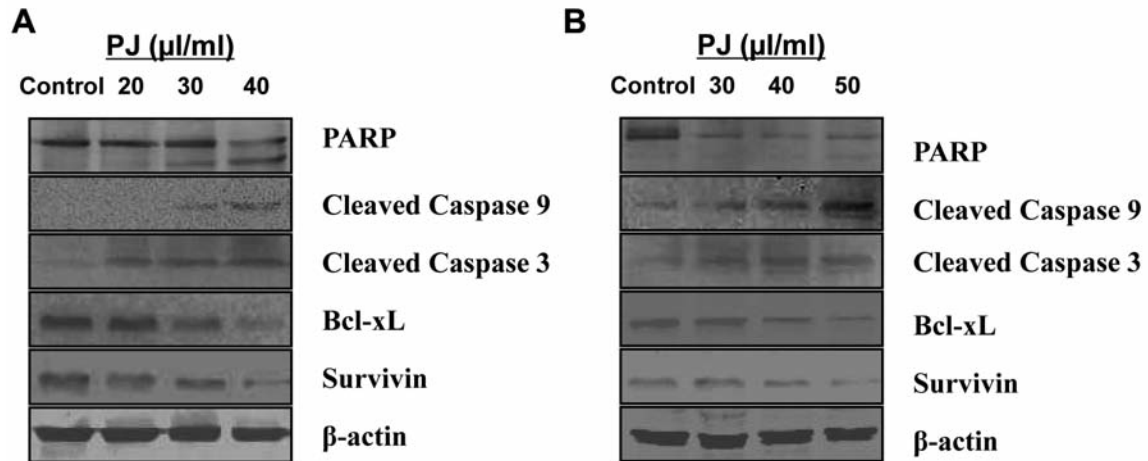 A
PJ (µl/ml)
Control 20 30 40
PARP
Cleaved Caspase 9
Cleaved Caspase 3
Bcl-xL
Survivin
β-actin
B
PJ (µl/ml)
Control 30 40 50
PARP
Cleaved Caspase 9
Cleaved Caspase 3
Bcl-xL
Survivin
β-actin